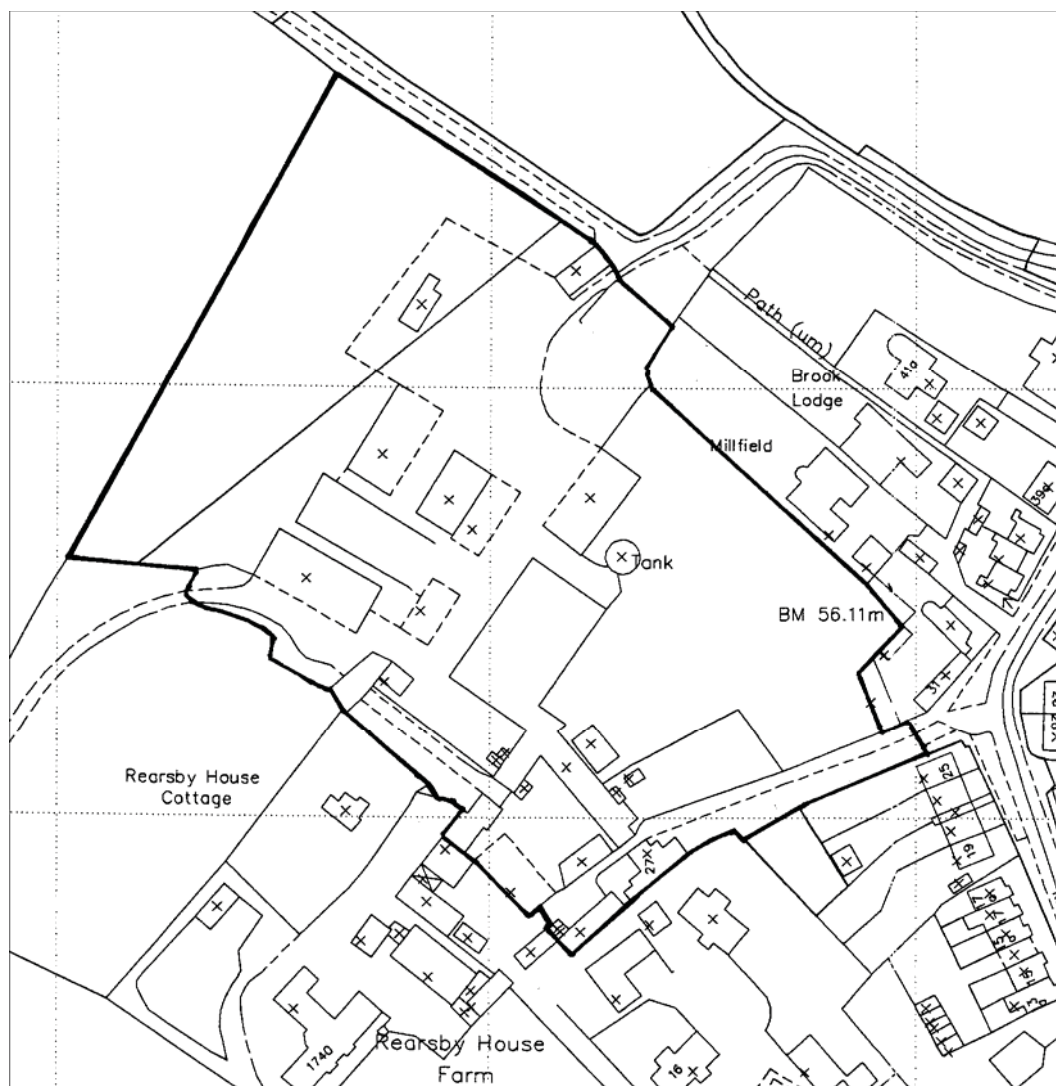 Path (um)
41a
Brook
Lodge
Millfield
39a
Tank
BM 56.11m
31
Rearsby House
Cottage
25
19
27
17
15
1740
Rearsby House
Farm
16